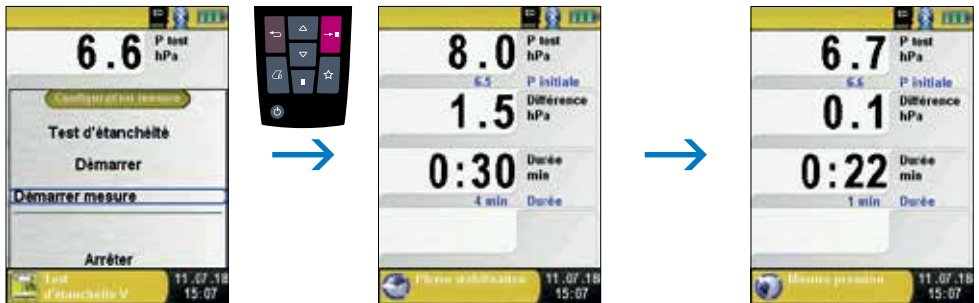 6.6 P test
hPa
Configuration mesure
Test d'étanchéité
Démarrer
Démarrer mesure
Arrêter
Test
d'étanchéité V
11.07.18
15:07
8.0 P test
hPa
6.5 P initiale
1.5 Différence
hPa
0:30 Durée
min
4 min Durée
Phase stabilisation
11.07.18
15:07
6.7 P test
hPa
6.6 P initiale
0.1 Différence
hPa
0:22 Durée
min
1 min Durée
Mesure pression
11.07.18
15:07